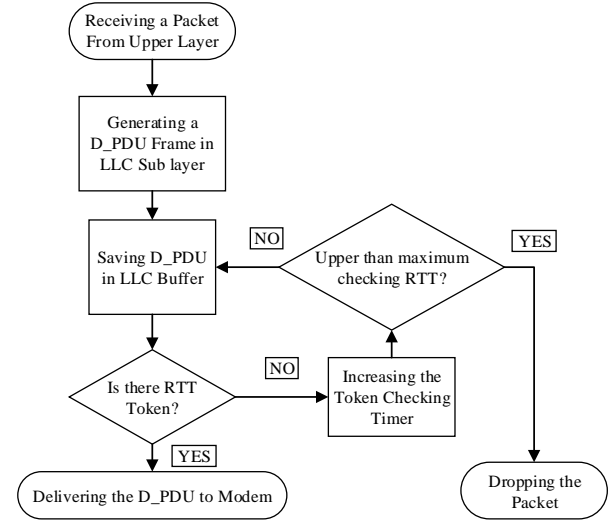 Receiving a Packet
From Upper Layer
Generating a
D_PDU Frame in
LLC Sub layer
Saving D_PDU
in LLC Buffer
NO
Upper than maximum
checking RTT?
YES
Is there RTT
Token?
NO
Increasing the
Token Checking
Timer
YES
Delivering the D_PDU to Modem
Dropping the
Packet